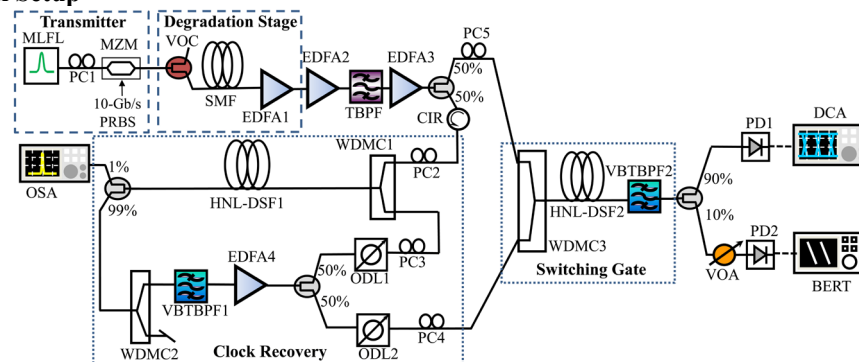 Transmitter
Degradation Stage
MLFL
MZM
PC1
10-Gb/s
PRBS
VOC
SMF
EDFA1
EDFA2
TBPF
EDFA3
50%
50%
PC5
CIR
WDMC1
PC2
OSA
1%
99%
HNL-DSF1
PC3
ODL1
EDFA4
VBTBPF1
50%
50%
WDMC2
Clock Recovery
ODL2
PC4
HNL-DSF2
VBTBPF2
WDMC3
Switching Gate
90%
10%
PD1
DCA
PD2
VOA
BERT